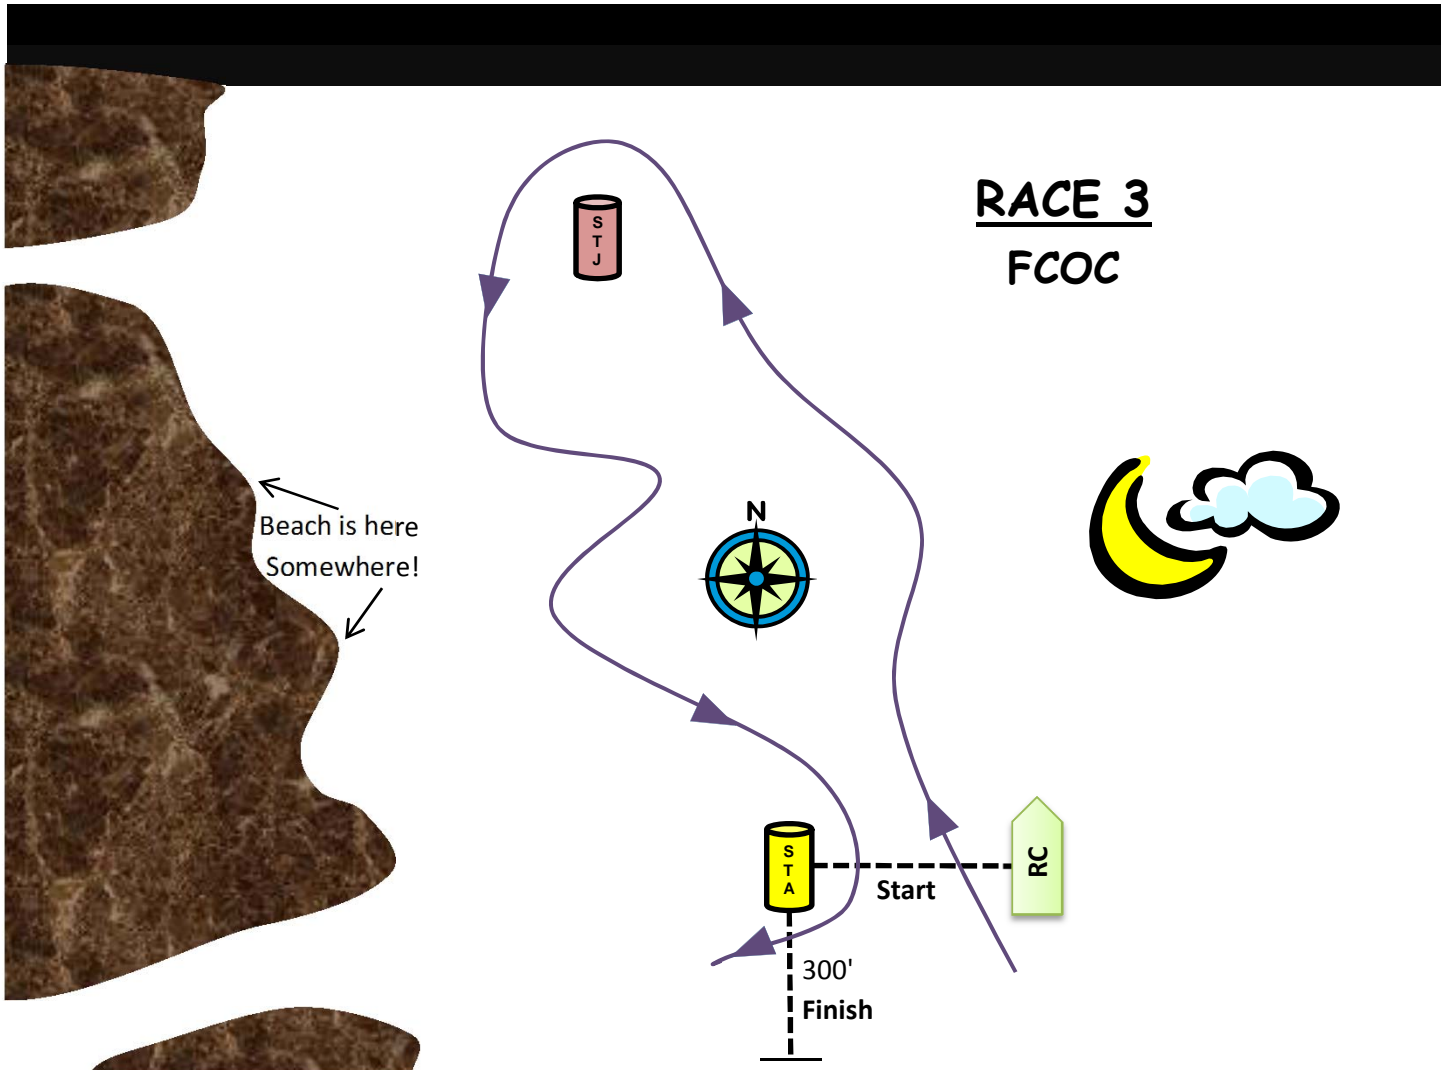 RACE 3
FCOC
S
T
J
Beach is here
Somewhere!
N
S
T
A
Start
RC
300'
Finish